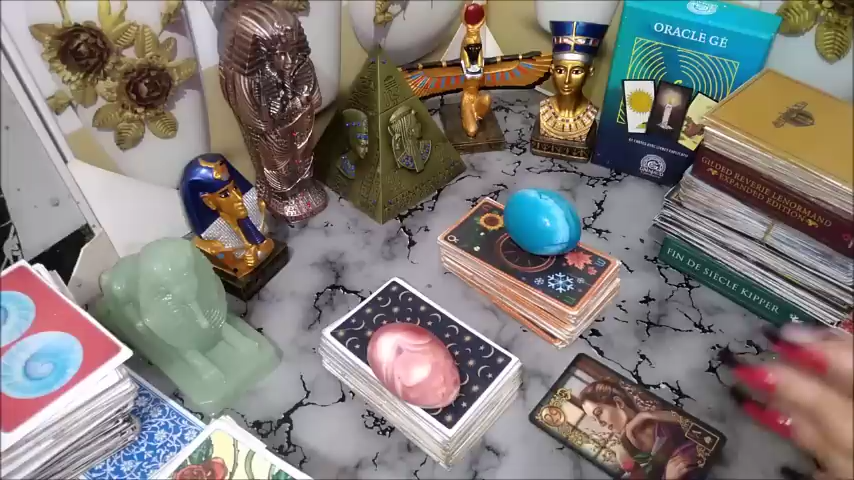 ORACLE GÉ
GILDED REVERIE LENORMAND
EXPANDED EDITION
FIN DE SIÈCLE KIPPER